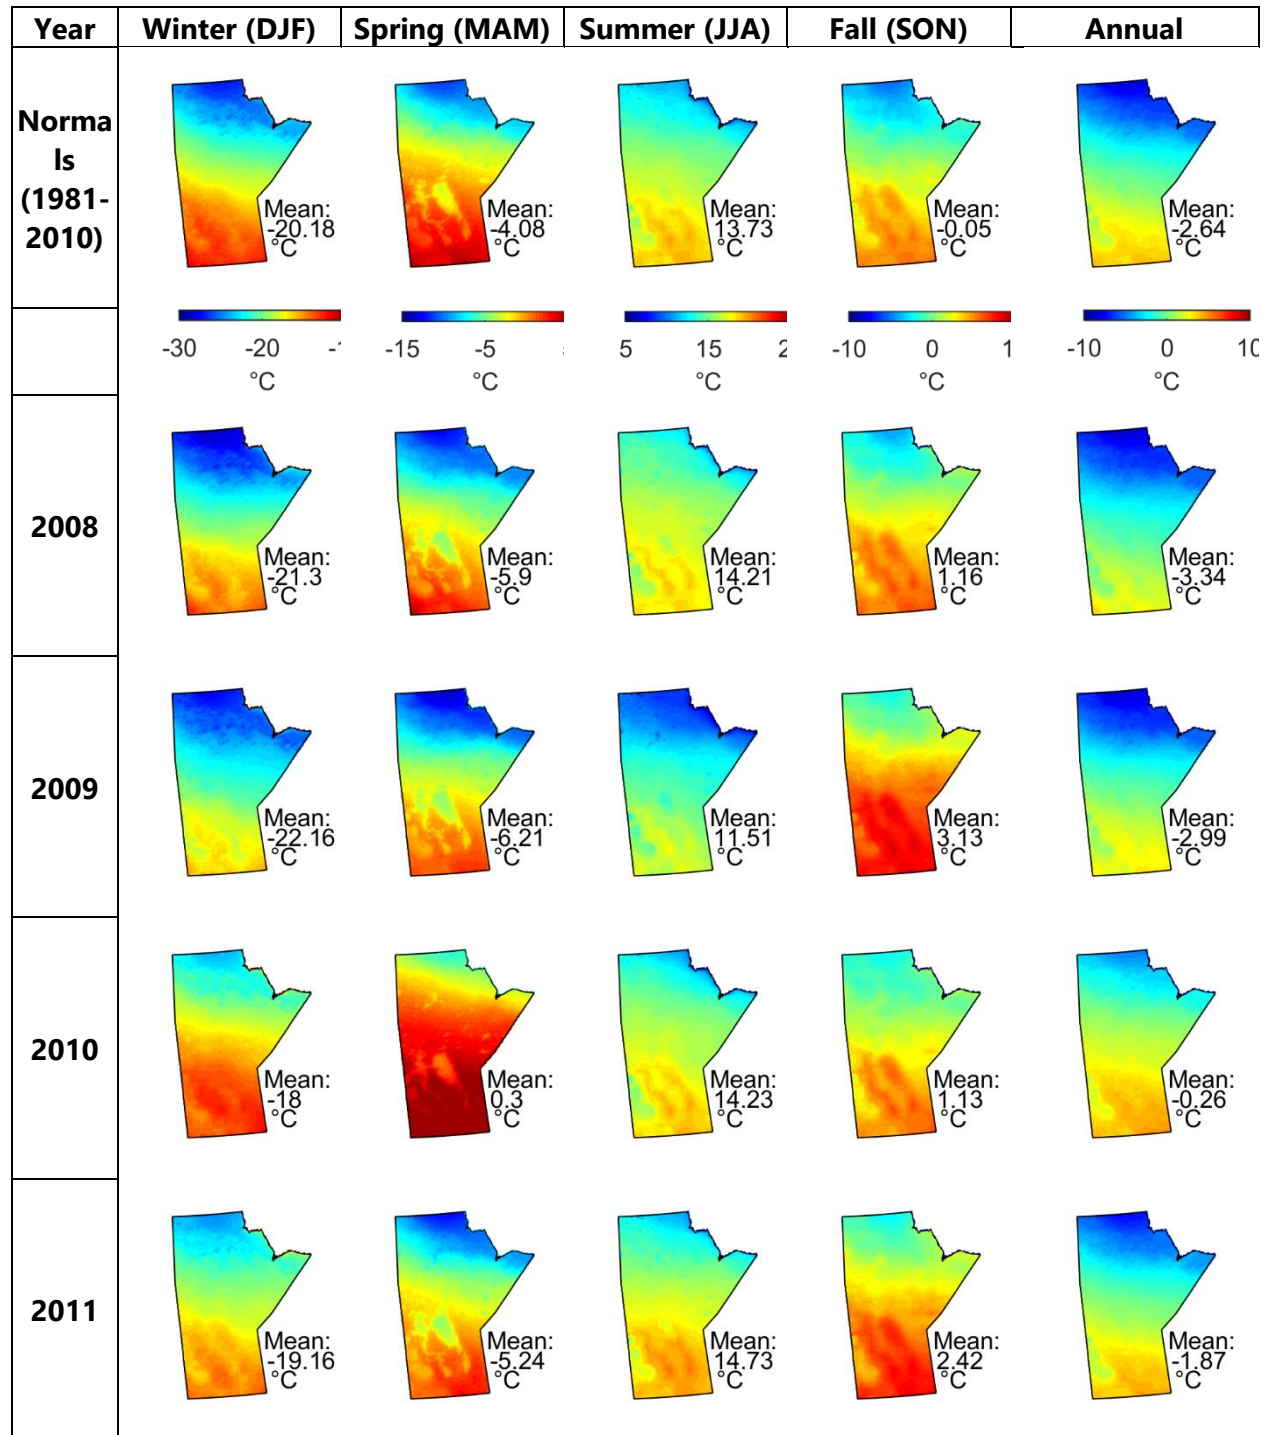 Year Winter (DJF) Spring (MAM) Summer (JJA) Fall (SON) Annual
Norma
ls
(1981-
2010)
Mean:
-20.18
°C
Mean:
-4.08
°C
Mean:
13.73
°C
Mean:
-0.05
°C
Mean:
-2.64
°C
-30 -20
°C
-15 -5
°C
5 15 2
°C
-10 0 1
°C
-10 0 10
°C
2008
Mean:
-21.3
°C
Mean:
-5.9
°C
Mean:
14.21
°C
Mean:
1.16
°C
Mean:
-3.34
°C
2009
Mean:
-22.16
°C
Mean:
-6.21
°C
Mean:
11.51
°C
Mean:
3.13
°C
Mean:
-2.99
°C
2010
Mean:
-18
°C
Mean:
0.3
°C
Mean:
14.23
°C
Mean:
1.13
°C
Mean:
-0.26
°C
2011
Mean:
-19.16
°C
Mean:
-5.24
°C
Mean:
14.73
°C
Mean:
2.42
°C
Mean:
-1.87
°C